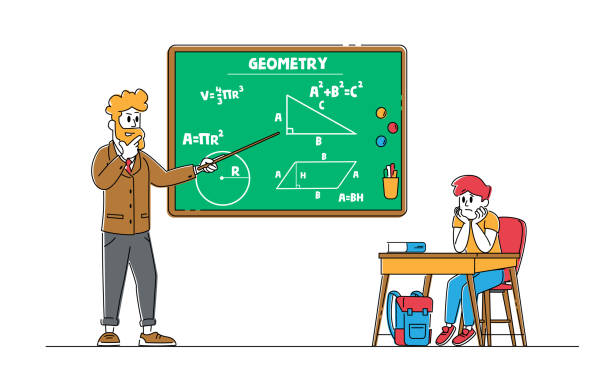 GEOMETRY
V=4/3ΠR³
A²+B²=C²
A
C
B
A=ΠR²
R
B
A
H
A
B
A=BH